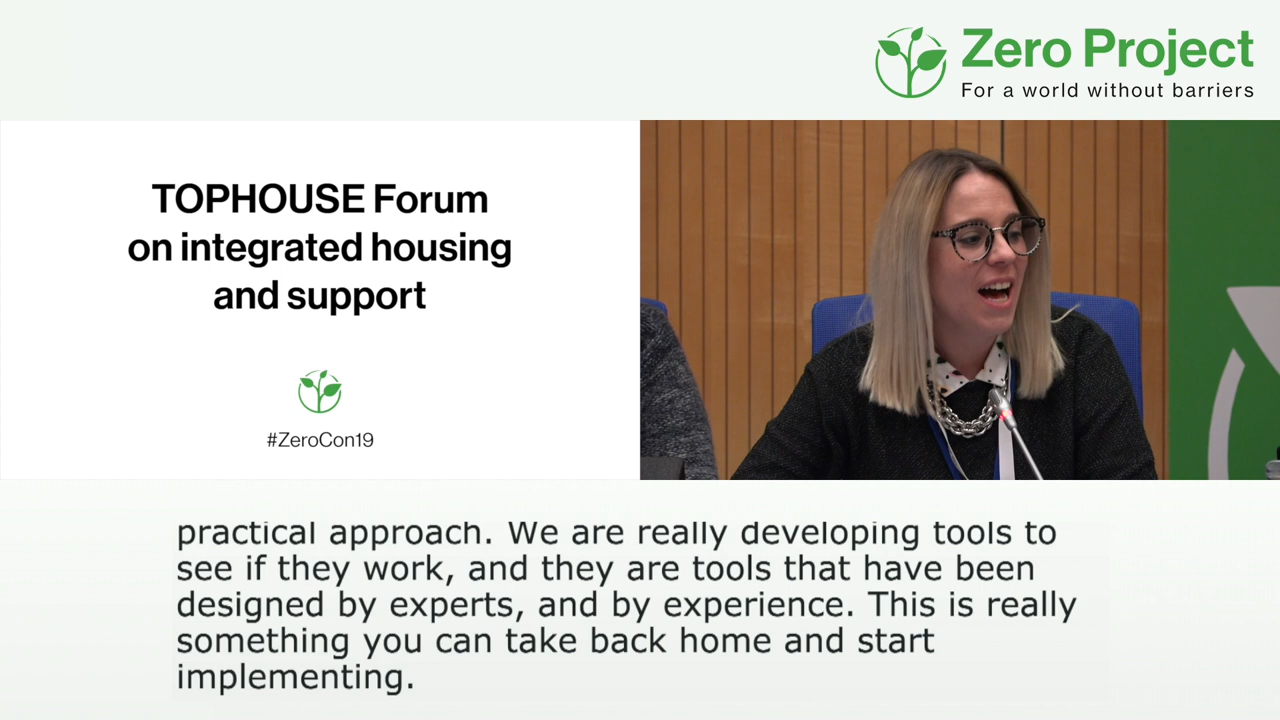 Zero Project
For a world without barriers
TOPHOUSE Forum
on integrated housing
and support
#ZeroCon19
practical approach. We are really developing tools to
see if they work, and they are tools that have been
designed by experts, and by experience. This is really
something you can take back home and start
implementing.